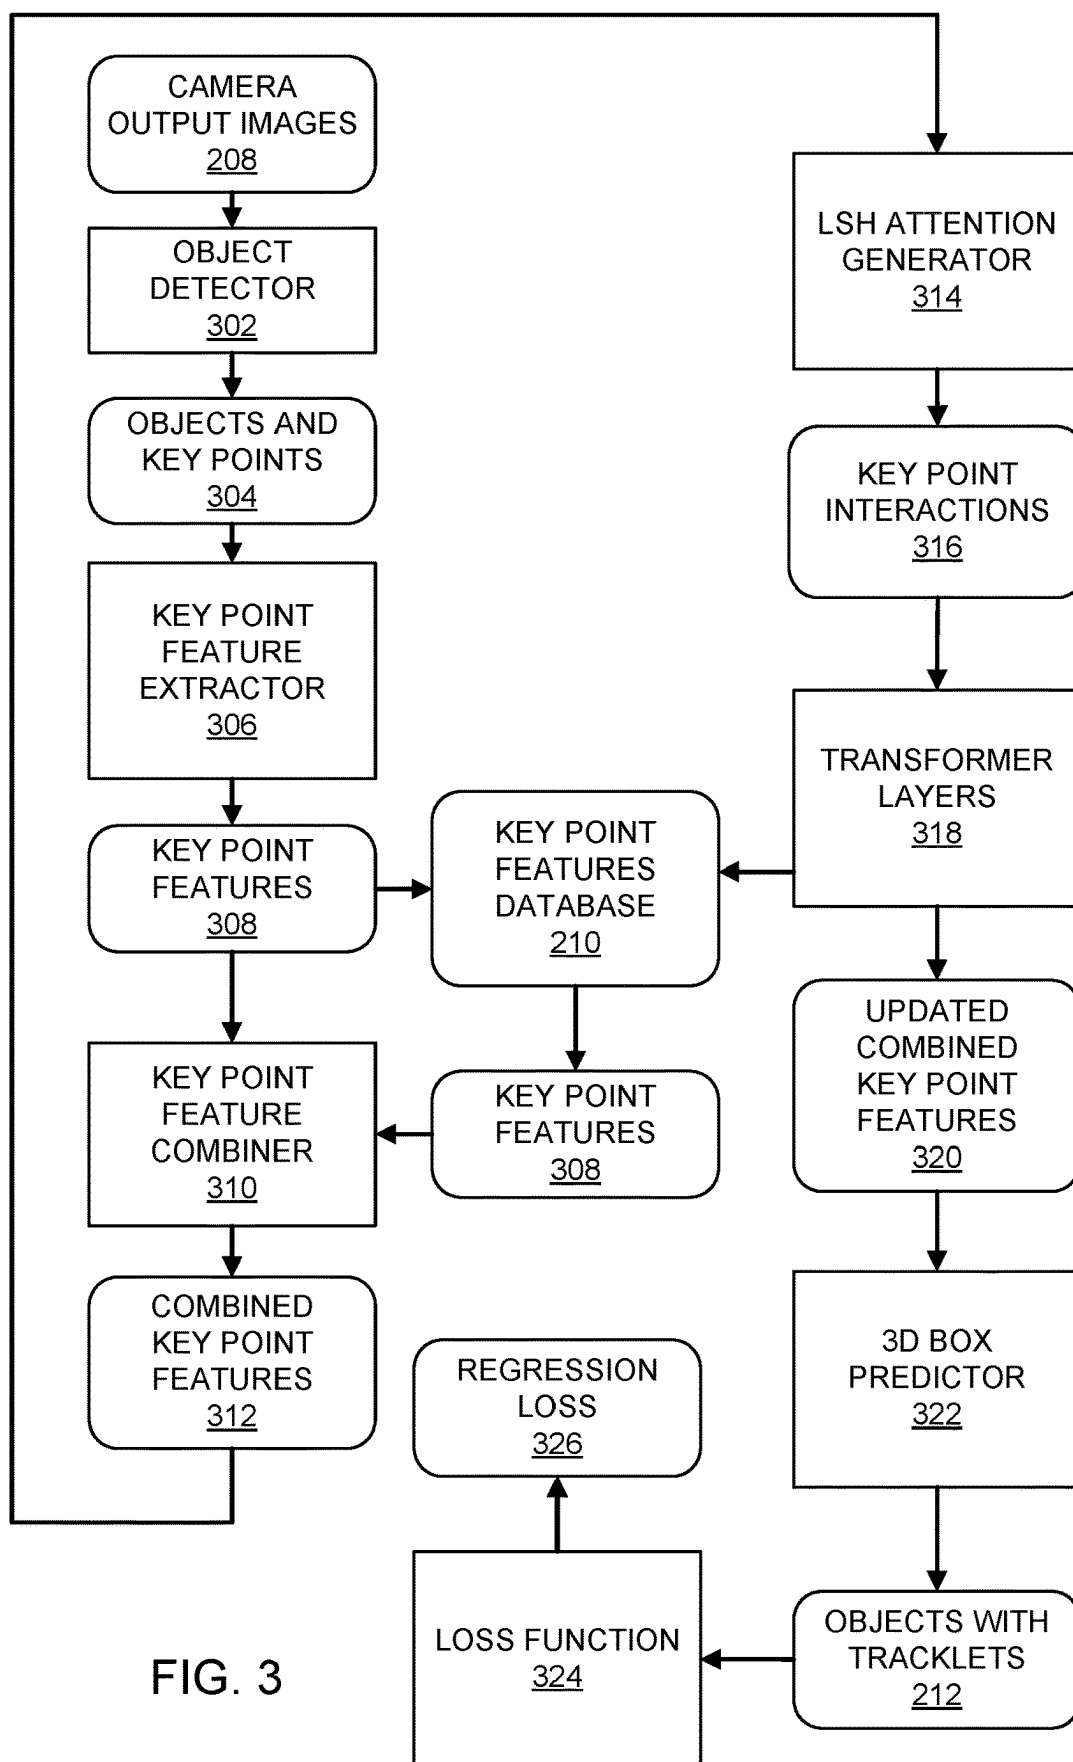 CAMERA
OUTPUT IMAGES
208
OBJECT
DETECTOR
302
OBJECTS AND
KEY POINTS
304
KEY POINT
FEATURE
EXTRACTOR
306
KEY POINT
FEATURES
308
KEY POINT
FEATURES
DATABASE
210
KEY POINT
FEATURES
308
KEY POINT
FEATURE
COMBINER
310
COMBINED
KEY POINT
FEATURES
312
LSH ATTENTION
GENERATOR
314
KEY POINT
INTERACTIONS
316
TRANSFORMER
LAYERS
318
UPDATED
COMBINED
KEY POINT
FEATURES
320
3D BOX
PREDICTOR
322
OBJECTS WITH
TRACKLETS
212
LOSS FUNCTION
324
REGRESSION
LOSS
326
FIG. 3